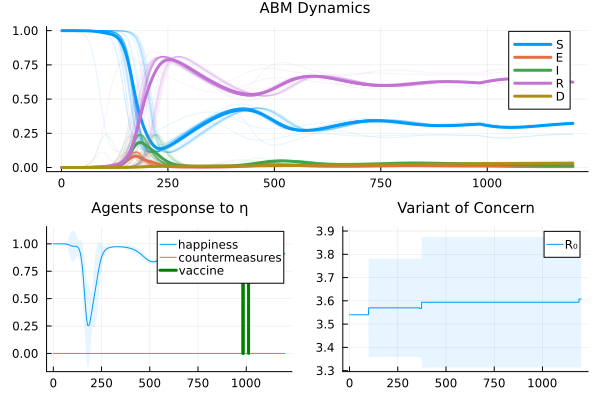 ABM Dynamics
1.00
0.75
0.50
0.25
0.00
S
E
I
R
D
0 250 500 750 1000
Agents response to η
1.00
0.75
0.50
0.25
0.00
happiness
countermeasures
vaccine
0 250 500 750 1000
Variant of Concern
3.9
3.8
3.7
3.6
3.5
3.4
3.3
R₀
0 250 500 750 1000